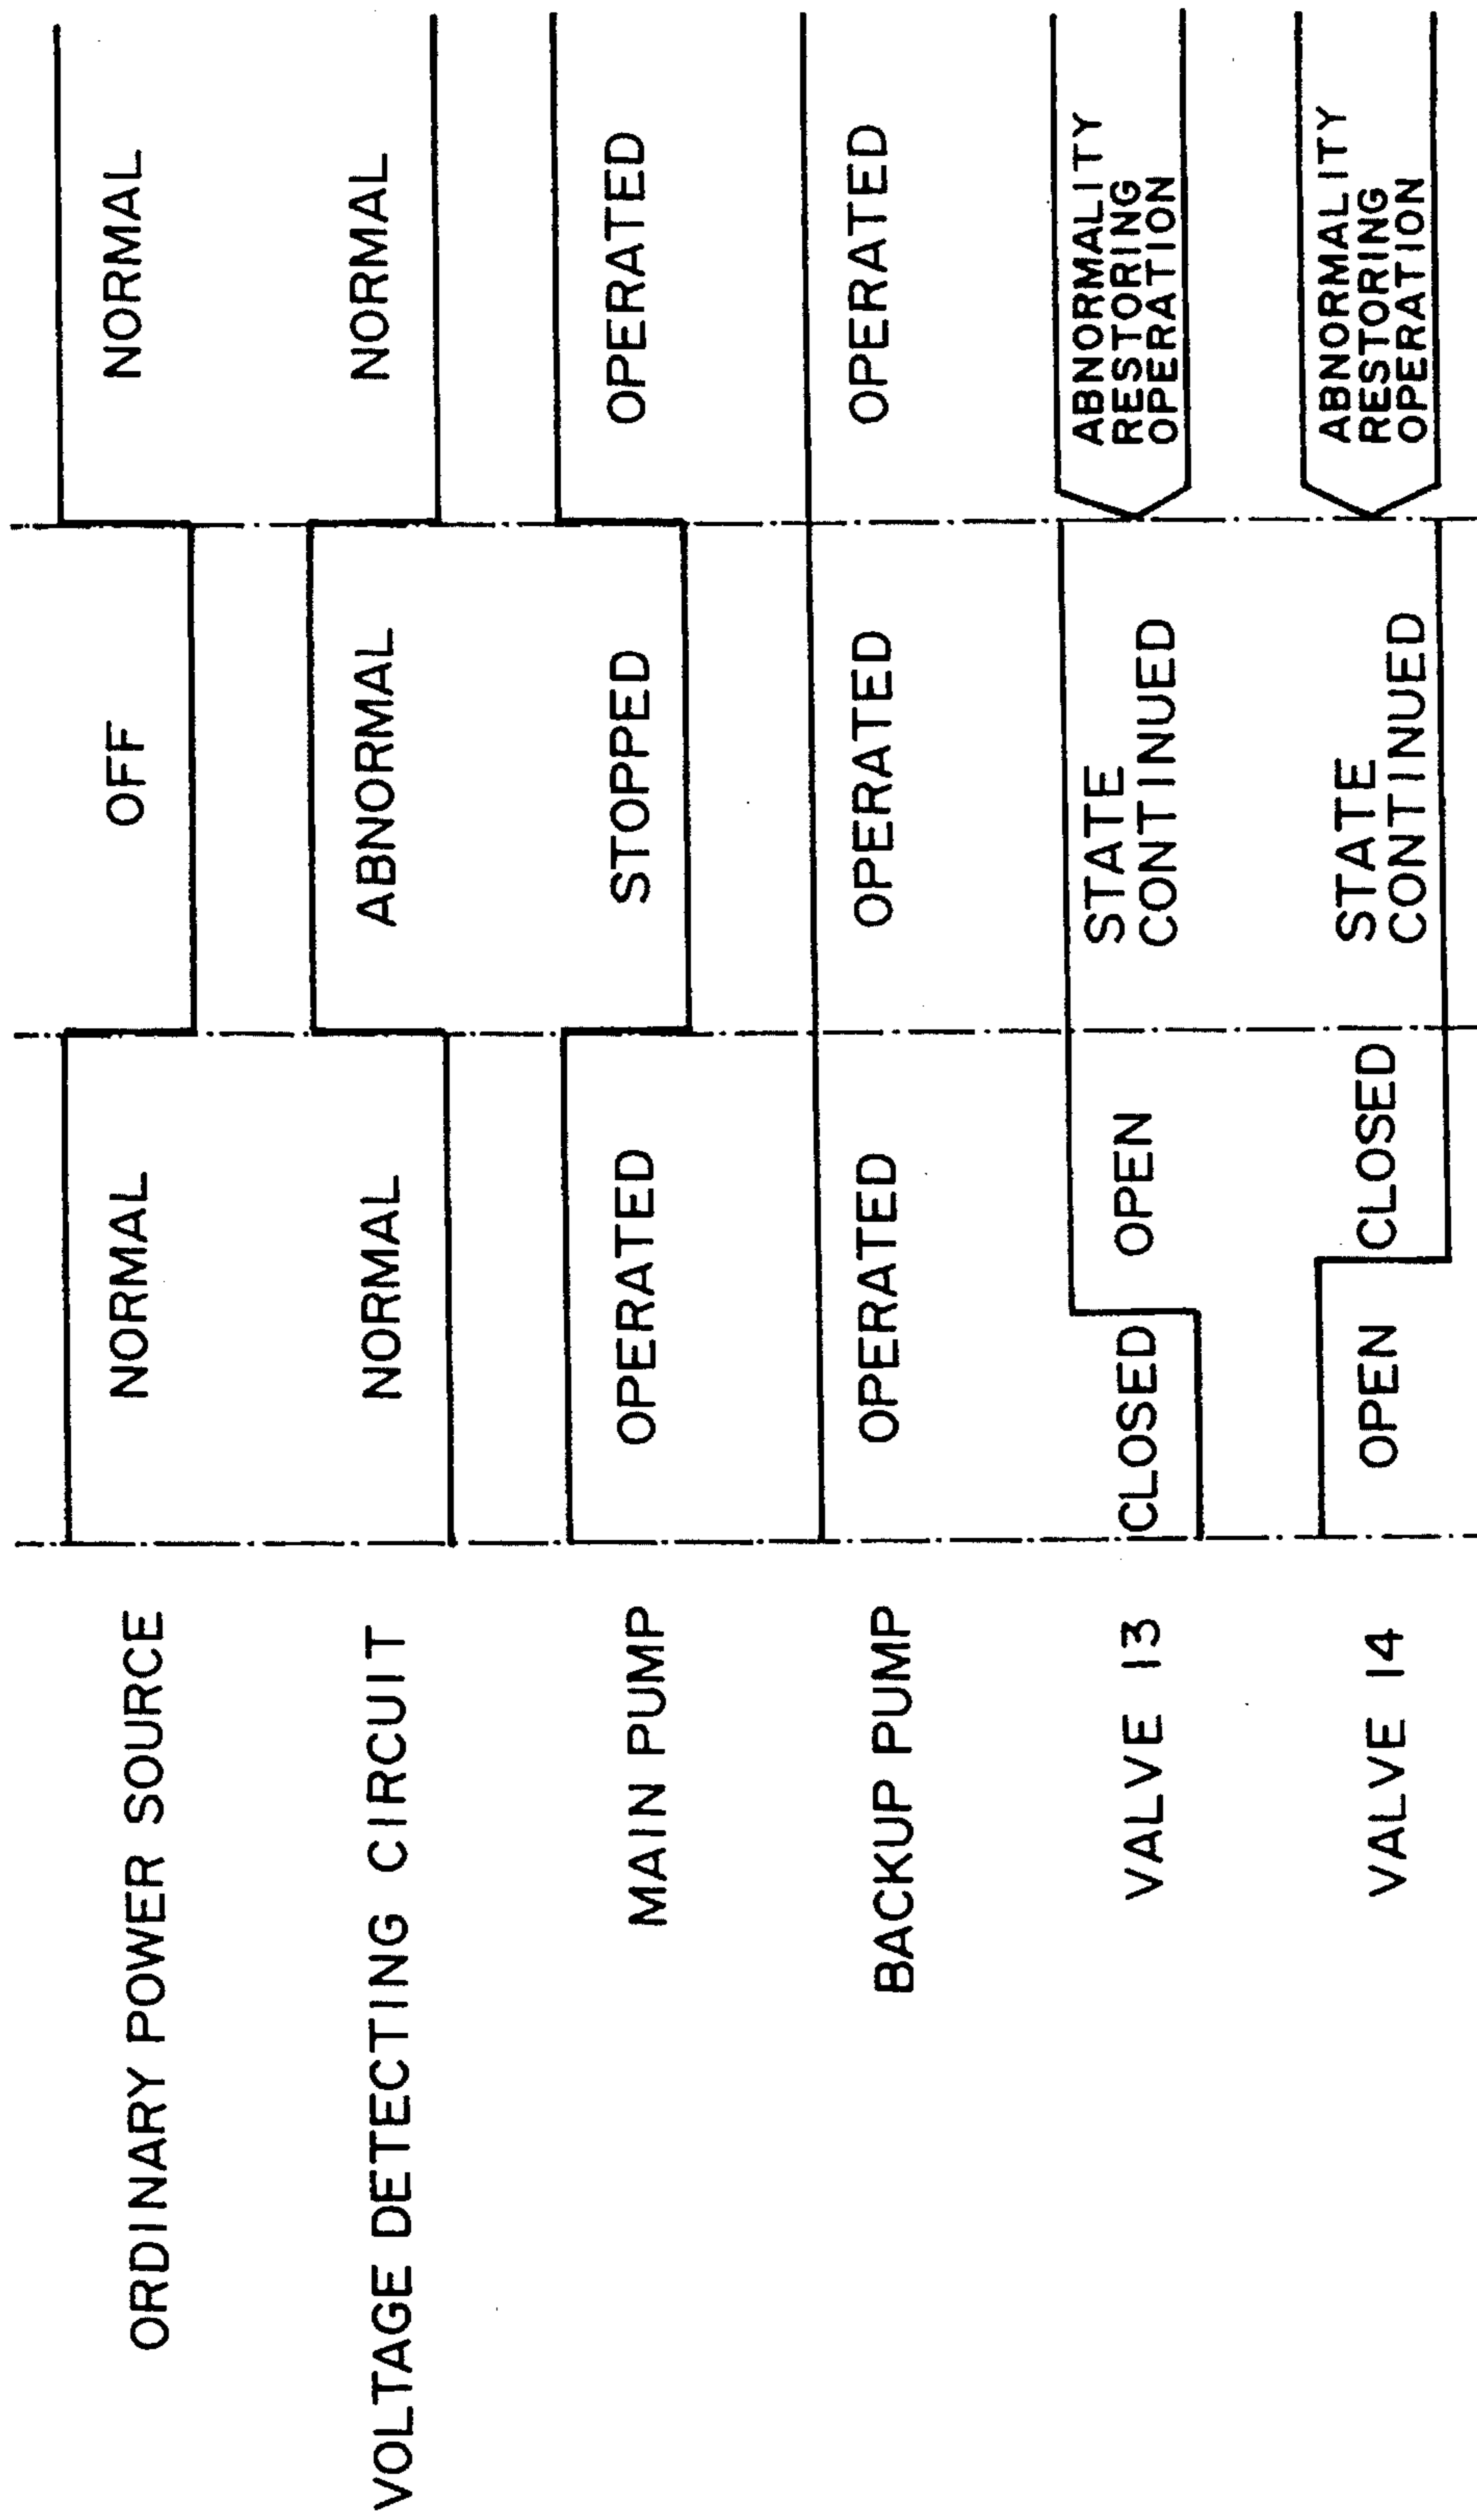 ORDINARY POWER SOURCE
NORMAL
OFF
NORMAL
VOLTAGE DETECTING CIRCUIT
NORMAL
ABNORMAL
NORMAL
MAIN PUMP
OPERATED
STOPPED
OPERATED
BACKUP PUMP
OPERATED
OPERATED
OPERATED
VALVE 13
CLOSED
OPEN
STATE
CONTINUED
ABNORMALITY
RESTORING
OPERATION
VALVE 14
OPEN
CLOSED
STATE
CONTINUED
ABNORMALITY
RESTORING
OPERATION